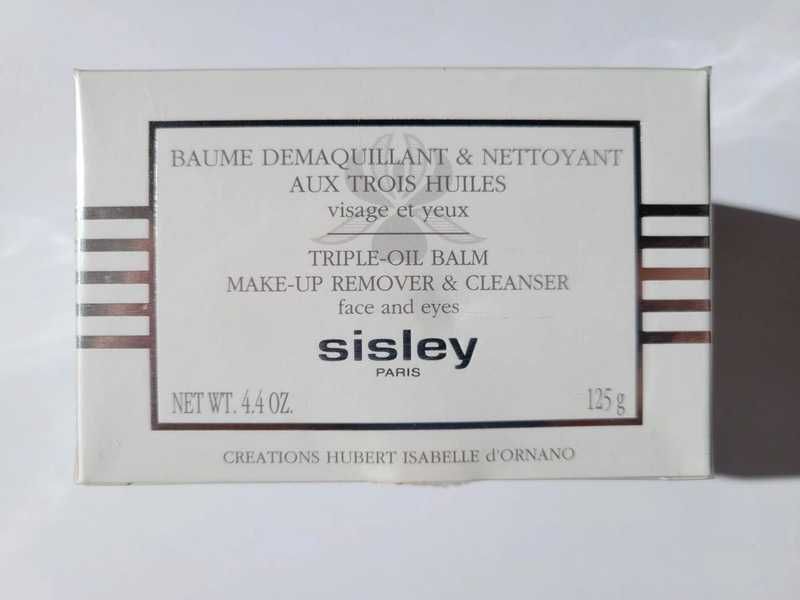 BAUME DEMAQUILLANT & NETTOYANT
AUX TROIS HUILES
visage et yeux
TRIPLE-OIL BALM
MAKE-UP REMOVER & CLEANSER
face and eyes
sisley
PARIS
NET WT. 4.4 OZ. 125 g
CREATIONS HUBERT ISABELLE d'ORNANO